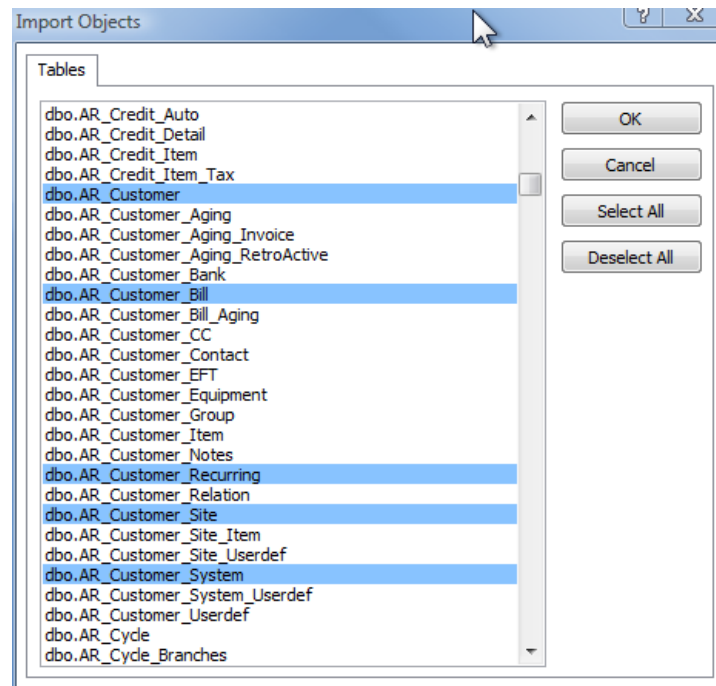 Import Objects
Tables
dbo.AR_Credit_Auto
dbo.AR_Credit_Detail
dbo.AR_Credit_Item
dbo.AR_Credit_Item_Tax
dbo.AR_Customer
dbo.AR_Customer_Aging
dbo.AR_Customer_Aging_Invoice
dbo.AR_Customer_Aging_RetroActive
dbo.AR_Customer_Bank
dbo.AR_Customer_Bill
dbo.AR_Customer_Bill_Aging
dbo.AR_Customer_CC
dbo.AR_Customer_Contact
dbo.AR_Customer_EFT
dbo.AR_Customer_Equipment
dbo.AR_Customer_Group
dbo.AR_Customer_Item
dbo.AR_Customer_Notes
dbo.AR_Customer_Recurring
dbo.AR_Customer_Relation
dbo.AR_Customer_Site
dbo.AR_Customer_Site_Item
dbo.AR_Customer_Site_Userdef
dbo.AR_Customer_System
dbo.AR_Customer_System_Userdef
dbo.AR_Customer_Userdef
dbo.AR_Cycle
dbo.AR_Cycle_Branches
OK
Cancel
Select All
Deselect All